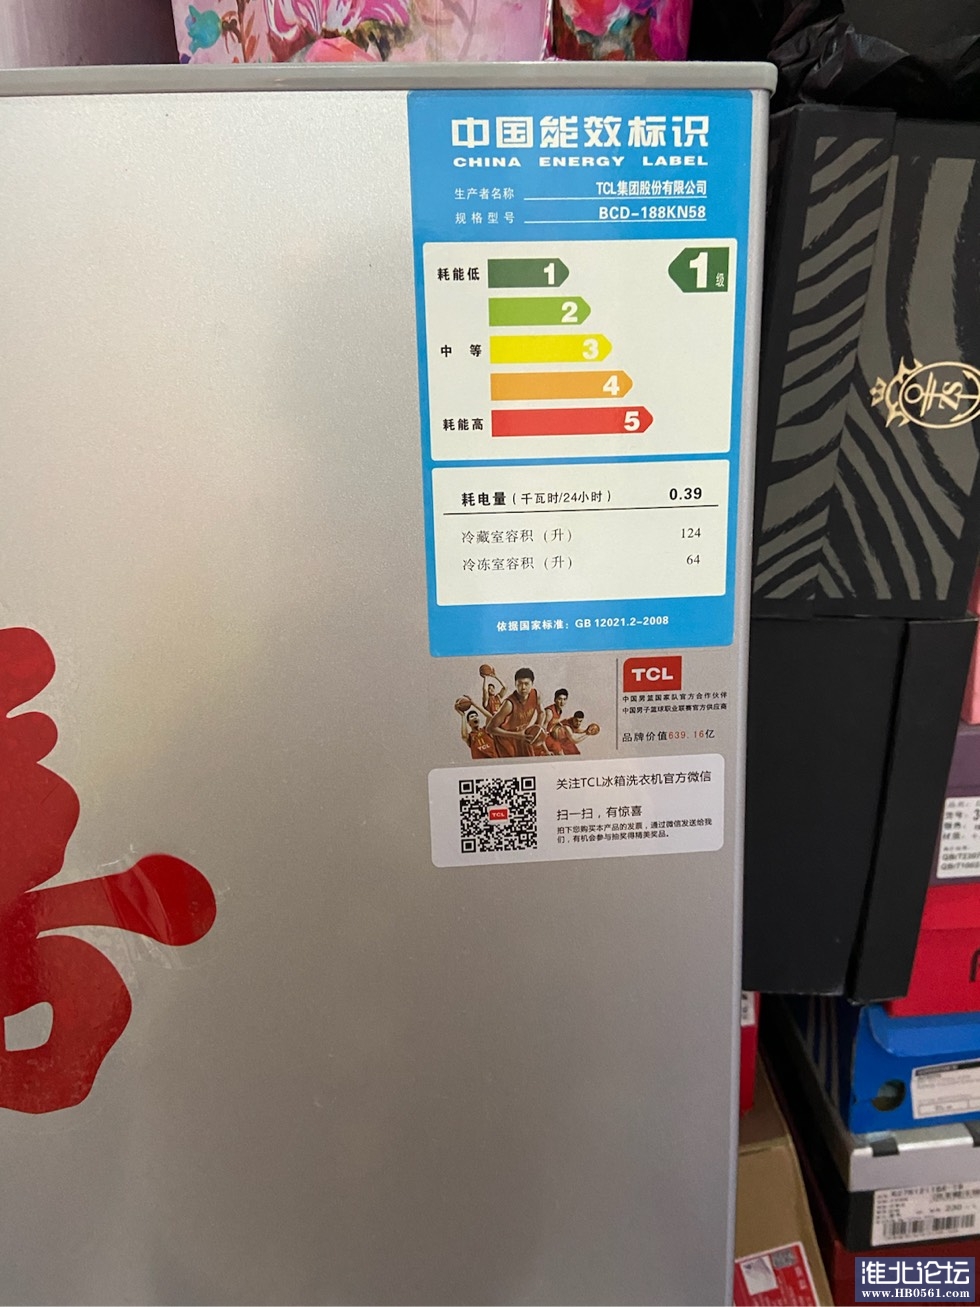 中国能效标识
CHINA ENERGY LABEL
生产者名称 TCL集团股份有限公司
规格型号 BCD-188KN58
耗能低 1 1级
2
中 等 3
4
耗能高 5
耗电量（千瓦时/24小时） 0.39
冷藏室容积（升） 124
冷冻室容积（升） 64
依据国家标准：GB 12021.2-2008
TCL
中国男篮国家队官方合作伙伴
中国男子篮球职业联赛官方供应商
品牌价值639.16亿
TCL
关注TCL冰箱洗衣机官方微信
扫一扫，有惊喜
拍下您购买本产品的发票，通过微信发送给我
们，有机会参与抽奖得精美奖品。
淮北论坛
www.HB0561.com